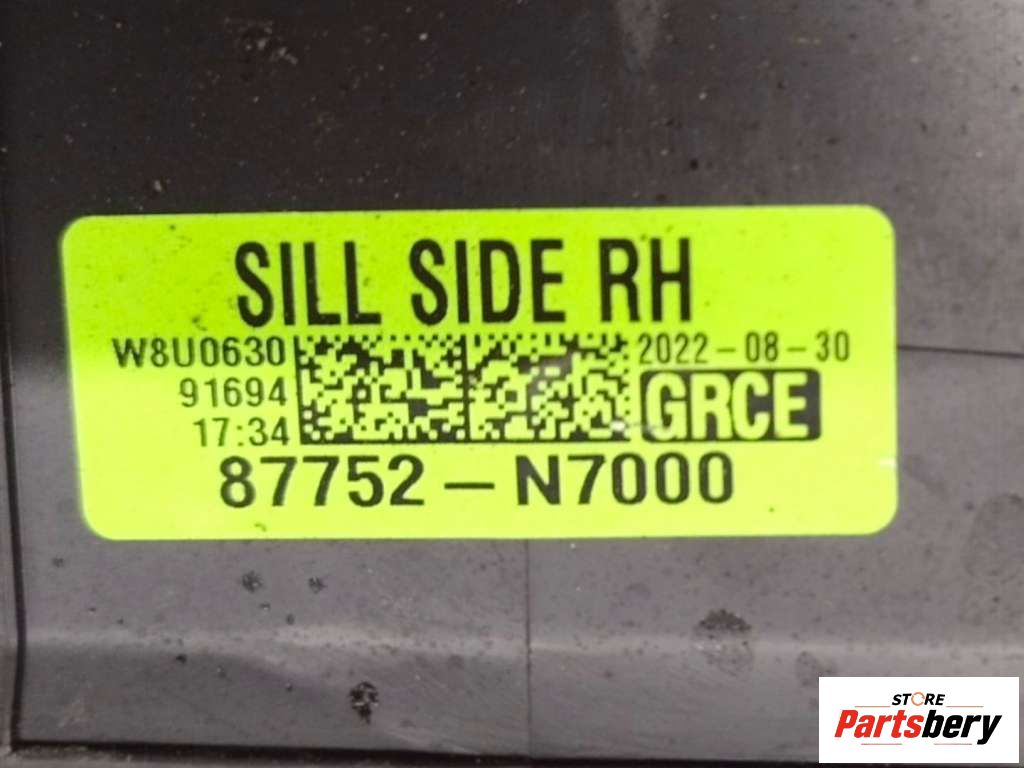 SILL SIDE RH
W8U0630
91694
17:34
2022-08-30
GRCE
87752-N7000
STORE
Partsbery